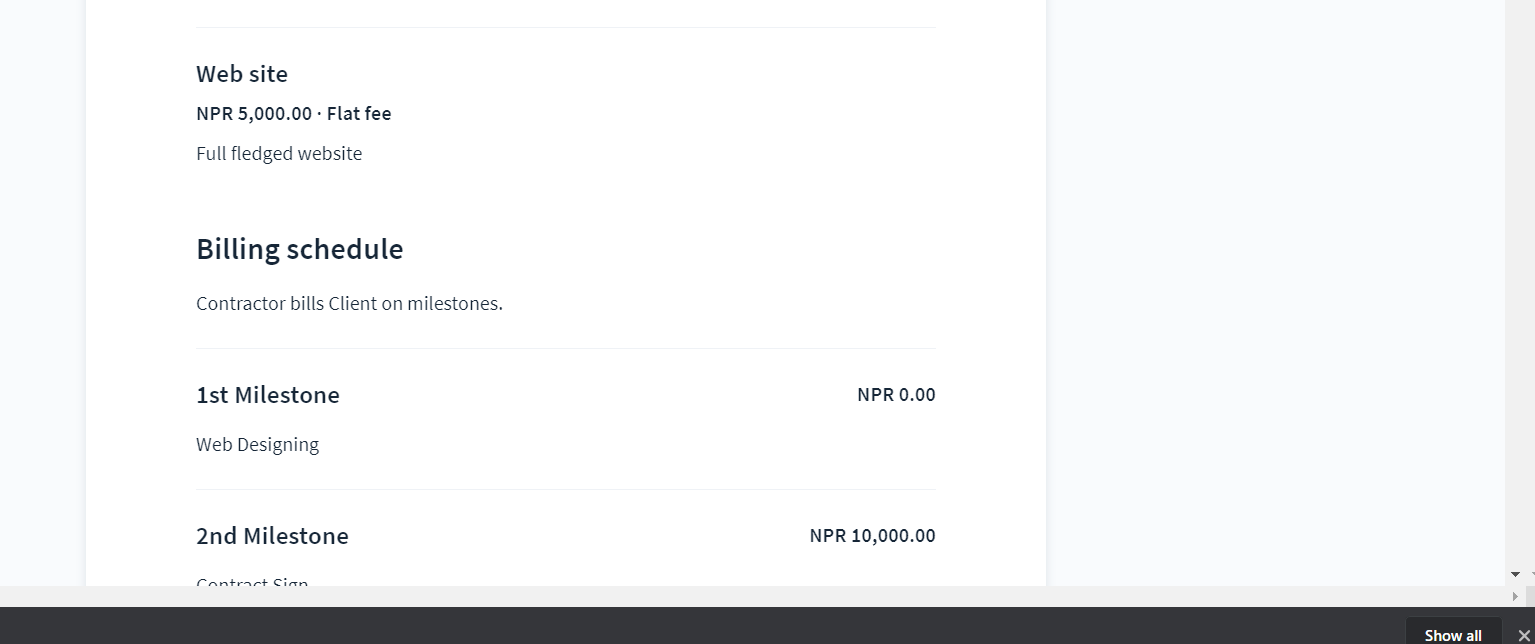 Web site
NPR 5,000.00 · Flat fee
Full fledged website
Billing schedule
Contractor bills Client on milestones.
1st Milestone NPR 0.00
Web Designing
2nd Milestone NPR 10,000.00
Contract Sign
Show all